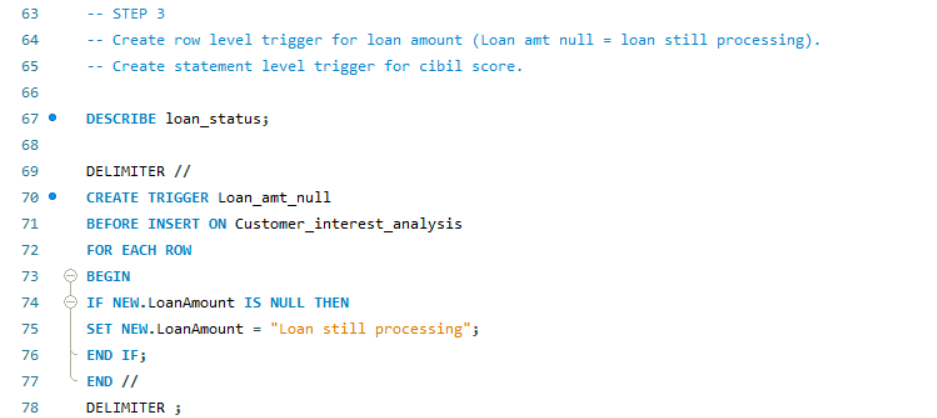 63 -- STEP 3
64 -- Create row level trigger for loan amount (Loan amt null = loan still processing).
65 -- Create statement level trigger for cibil score.
66
67 DESCRIBE loan_status;
68
69 DELIMITER //
70 CREATE TRIGGER Loan_amt_null
71 BEFORE INSERT ON Customer_interest_analysis
72 FOR EACH ROW
73 BEGIN
74 IF NEW.LoanAmount IS NULL THEN
75 SET NEW.LoanAmount = "Loan still processing";
76 END IF;
77 END //
78 DELIMITER ;